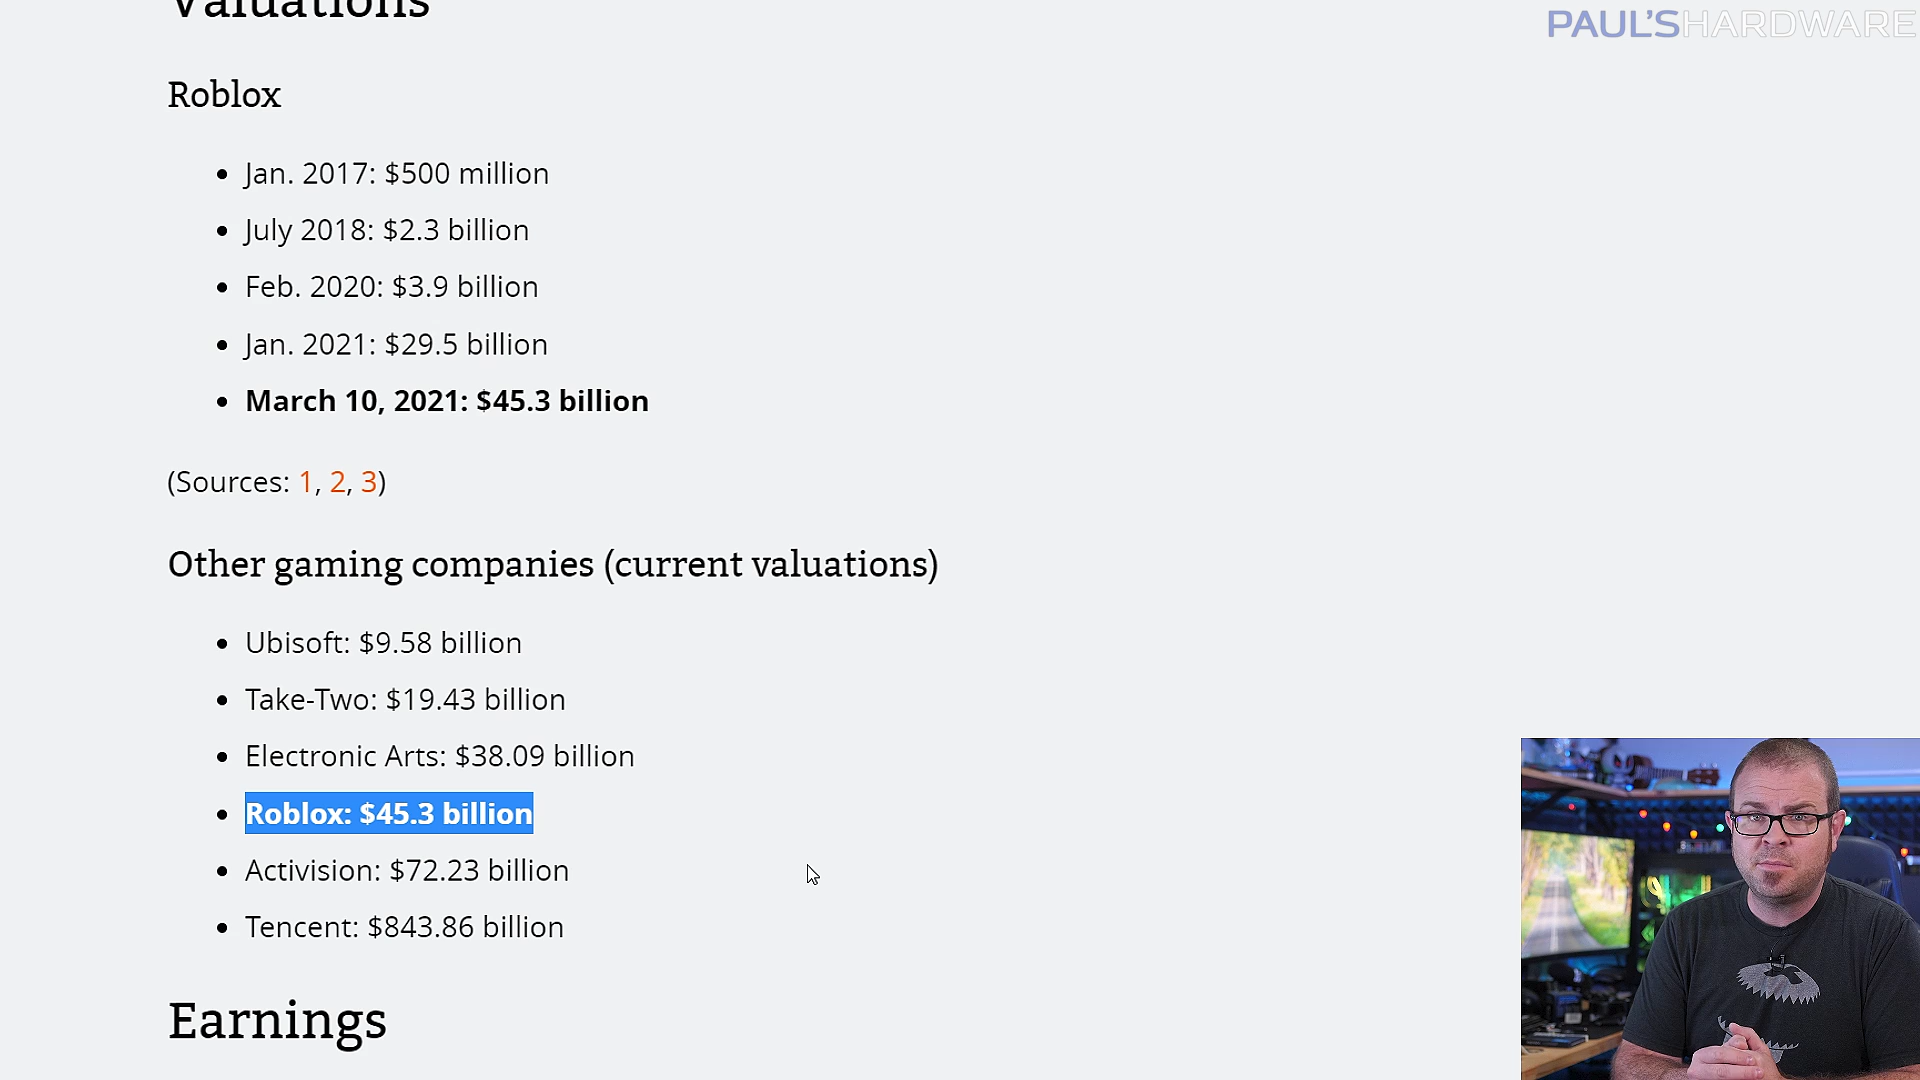 Valuations
PAUL'SHARDWARE
Roblox
Jan. 2017: $500 million
July 2018: $2.3 billion
Feb. 2020: $3.9 billion
Jan. 2021: $29.5 billion
March 10, 2021: $45.3 billion
(Sources: 1, 2, 3)
Other gaming companies (current valuations)
Ubisoft: $9.58 billion
Take-Two: $19.43 billion
Electronic Arts: $38.09 billion
Roblox: $45.3 billion
Activision: $72.23 billion
Tencent: $843.86 billion
Earnings